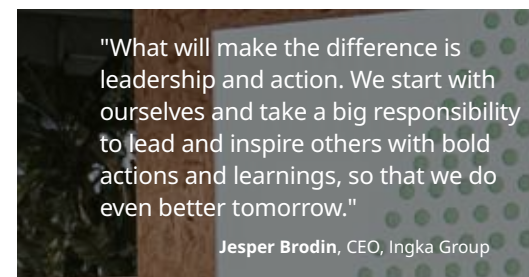 "What will make the difference is
leadership and action. We start with
ourselves and take a big responsibility
to lead and inspire others with bold
actions and learnings, so that we do
even better tomorrow."
Jesper Brodin, CEO, Ingka Group